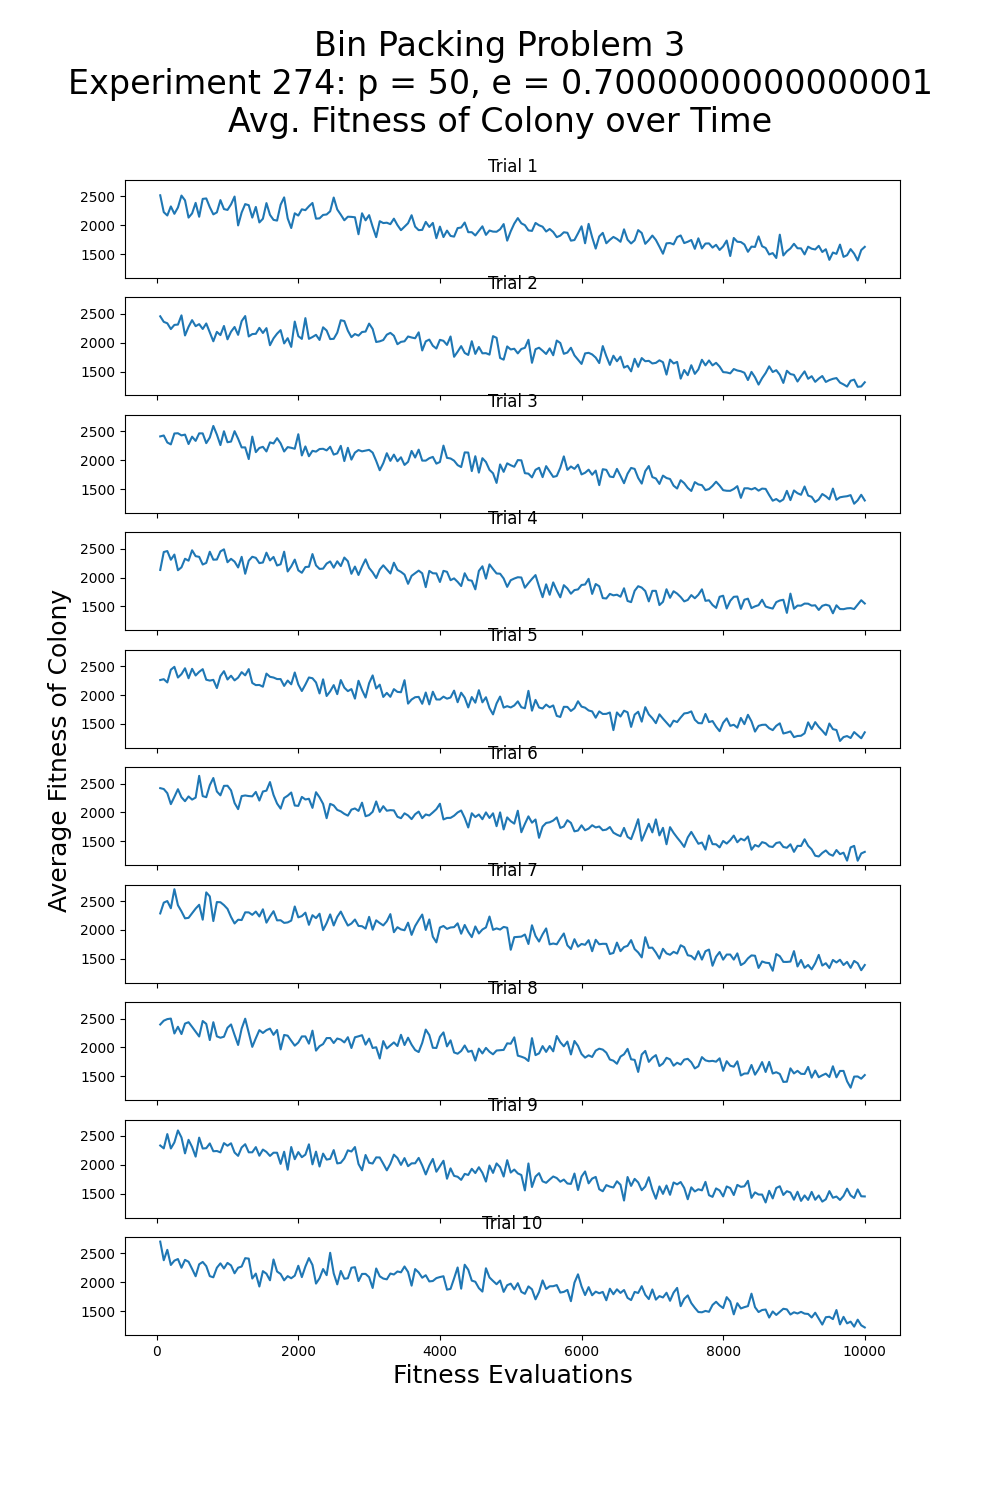 Bin Packing Problem 3
Experiment 274: p = 50, e = 0.7000000000000001
Avg. Fitness of Colony over Time
Trial 1
2500
2000
1500
Trial 2
2500
2000
1500
Trial 3
2500
2000
1500
Trial 4
2500
2000
1500
Trial 5
2500
2000
1500
Trial 6
2500
2000
1500
Trial 7
2500
2000
1500
Trial 8
2500
2000
1500
Trial 9
2500
2000
1500
Trial 10
2500
2000
1500
0 2000 4000 6000 8000 10000
Fitness Evaluations
Average Fitness of Colony